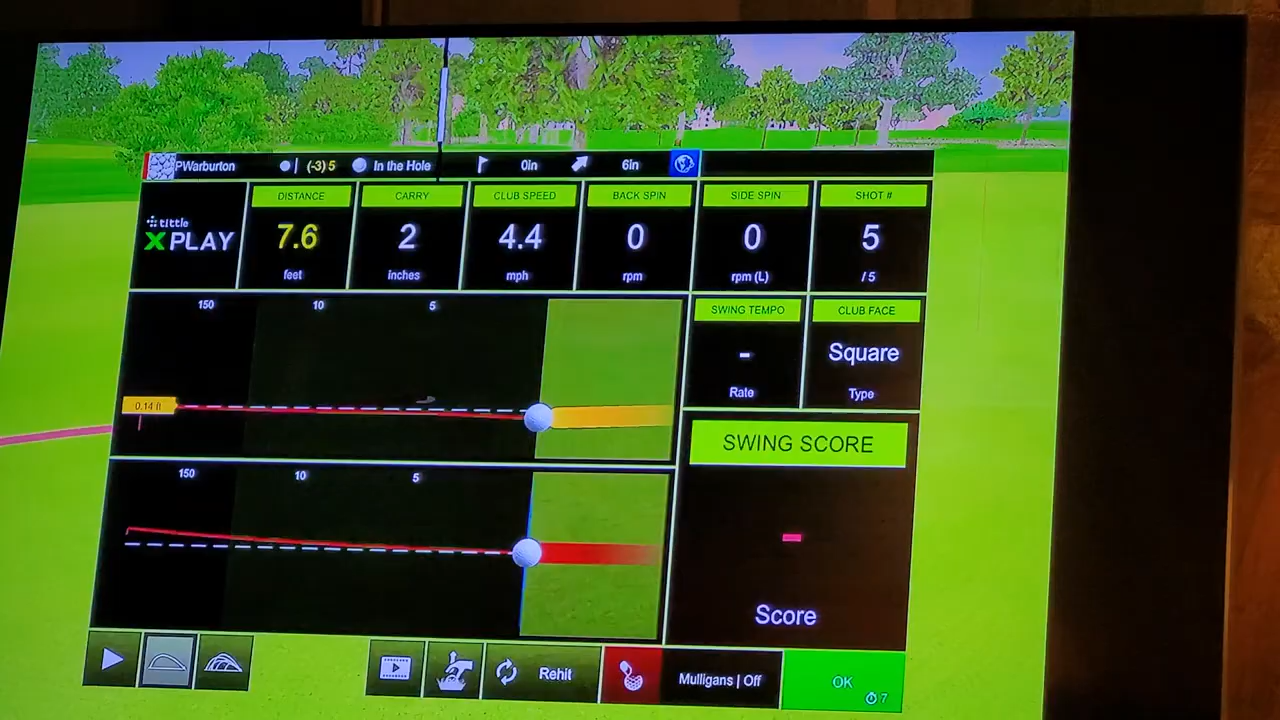 PWarburton (-3) 5 In the Hole 0in 6in
tittle
X PLAY
DISTANCE CARRY CLUB SPEED BACK SPIN SIDE SPIN SHOT #
7.6 2 4.4 0 0 5
feet inches mph rpm rpm (L) / 5
150 10 5
SWING TEMPO CLUB FACE
- Square
Rate Type
0.14 ft
SWING SCORE
150 10 5
-
Score
Rehit Mulligans | Off OK
7